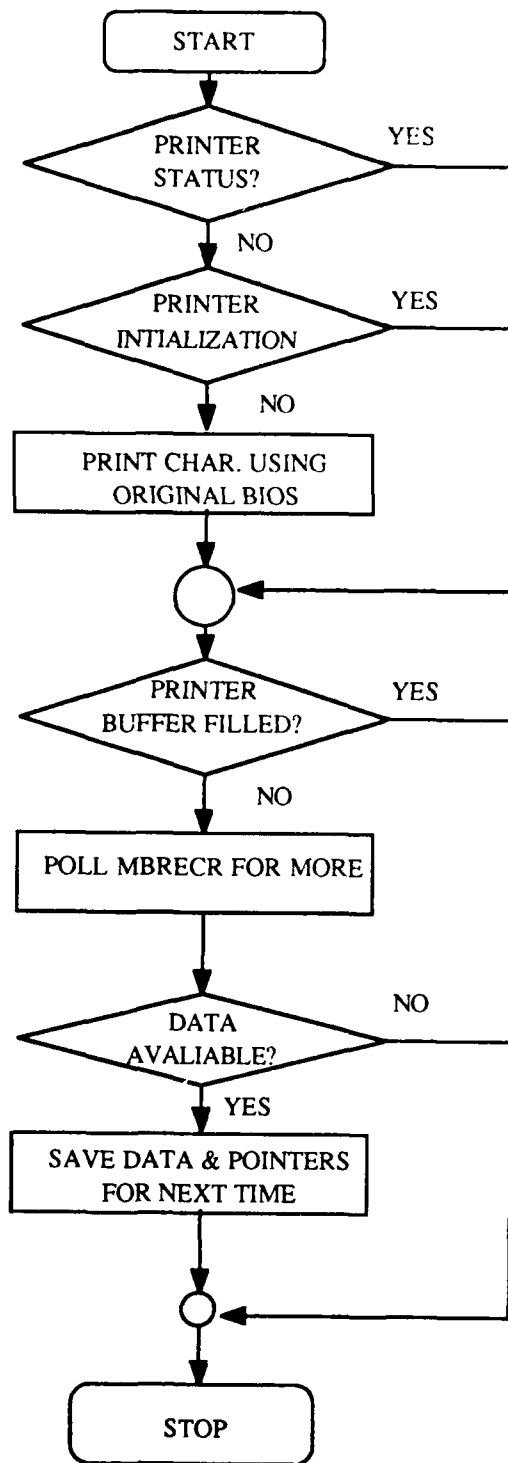 START
PRINTER
STATUS?
YES
NO
PRINTER
INTIALIZATION
YES
NO
PRINT CHAR. USING
ORIGINAL BIOS
PRINTER
BUFFER FILLED?
YES
NO
POLL MBRECR FOR MORE
DATA
AVALIABLE?
NO
YES
SAVE DATA & POINTERS
FOR NEXT TIME
STOP